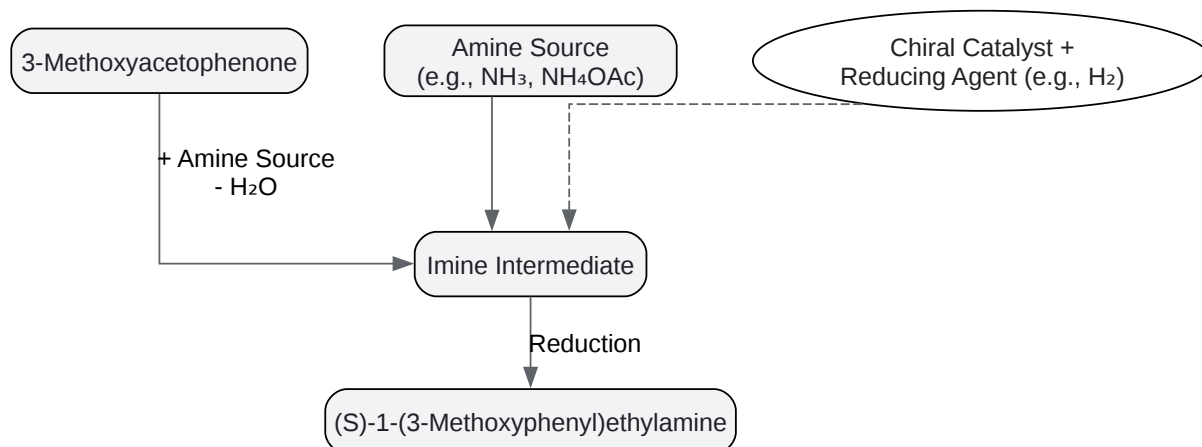 3-Methoxyacetophenone
Amine Source
(e.g., NH₃, NH₄OAc)
Chiral Catalyst +
Reducing Agent (e.g., H₂)
+ Amine Source
- H₂O
Imine Intermediate
Reduction
(S)-1-(3-Methoxyphenyl)ethylamine